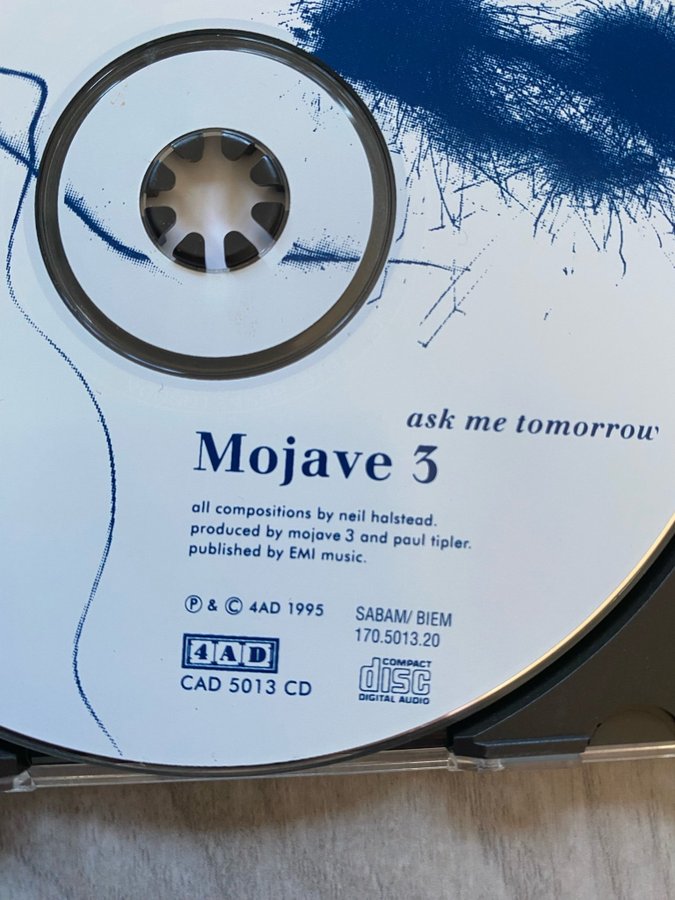 ask me tomorrow
Mojave 3
all compositions by neil halstead.
produced by mojave 3 and paul tipler.
published by EMI music.
Ⓟ & © 4AD 1995
SABAM/ BIEM
170.5013.20
4AD
CAD 5013 CD
COMPACT
disc
DIGITAL AUDIO